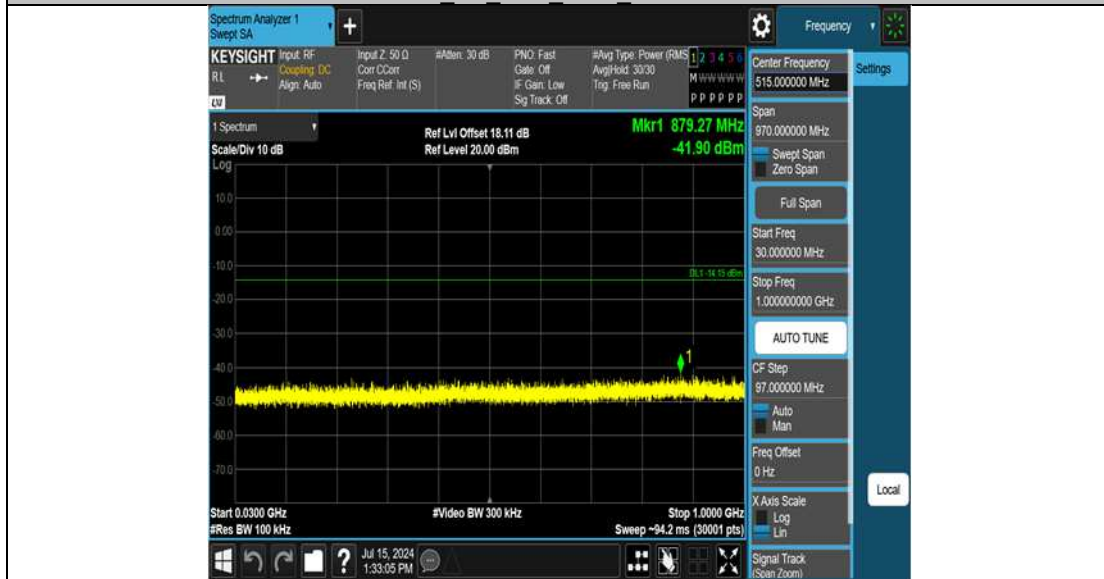 Spectrum Analyzer 1
Swept SA
+
Frequency
KEYSIGHT
RL
Input: RF
Coupling: DC
Align: Auto
Input Z: 50 Ω
Corr CCorr
Freq Ref: Int (S)
#Atten: 30 dB
PNO: Fast
Gate: Off
IF Gain: Low
Sig Track: Off
#Avg Type: Power (RMS
Avg|Hold: 30/30
Trig: Free Run
1 2 3 4 5 6
M W W W W W
P P P P P P
1 Spectrum
Scale/Div 10 dB
Log
Ref Lvl Offset 18.11 dB
Ref Level 20.00 dBm
Mkr1 879.27 MHz
-41.90 dBm
10.0
0.00
-10.0
-20.0
-30.0
-40.0
-50.0
-60.0
-70.0
DL1 -14.15 dBm
1
Start 0.0300 GHz
#Res BW 100 kHz
#Video BW 300 kHz
Stop 1.0000 GHz
Sweep ~94.2 ms (30001 pts)
Jul 15, 2024
1:33:05 PM
Center Frequency
515.000000 MHz
Span
970.000000 MHz
Swept Span
Zero Span
Full Span
Start Freq
30.000000 MHz
Stop Freq
1.000000000 GHz
AUTO TUNE
CF Step
97.000000 MHz
Auto
Man
Freq Offset
0 Hz
X Axis Scale
Log
Lin
Signal Track
(Span Zoom)
Settings
Local